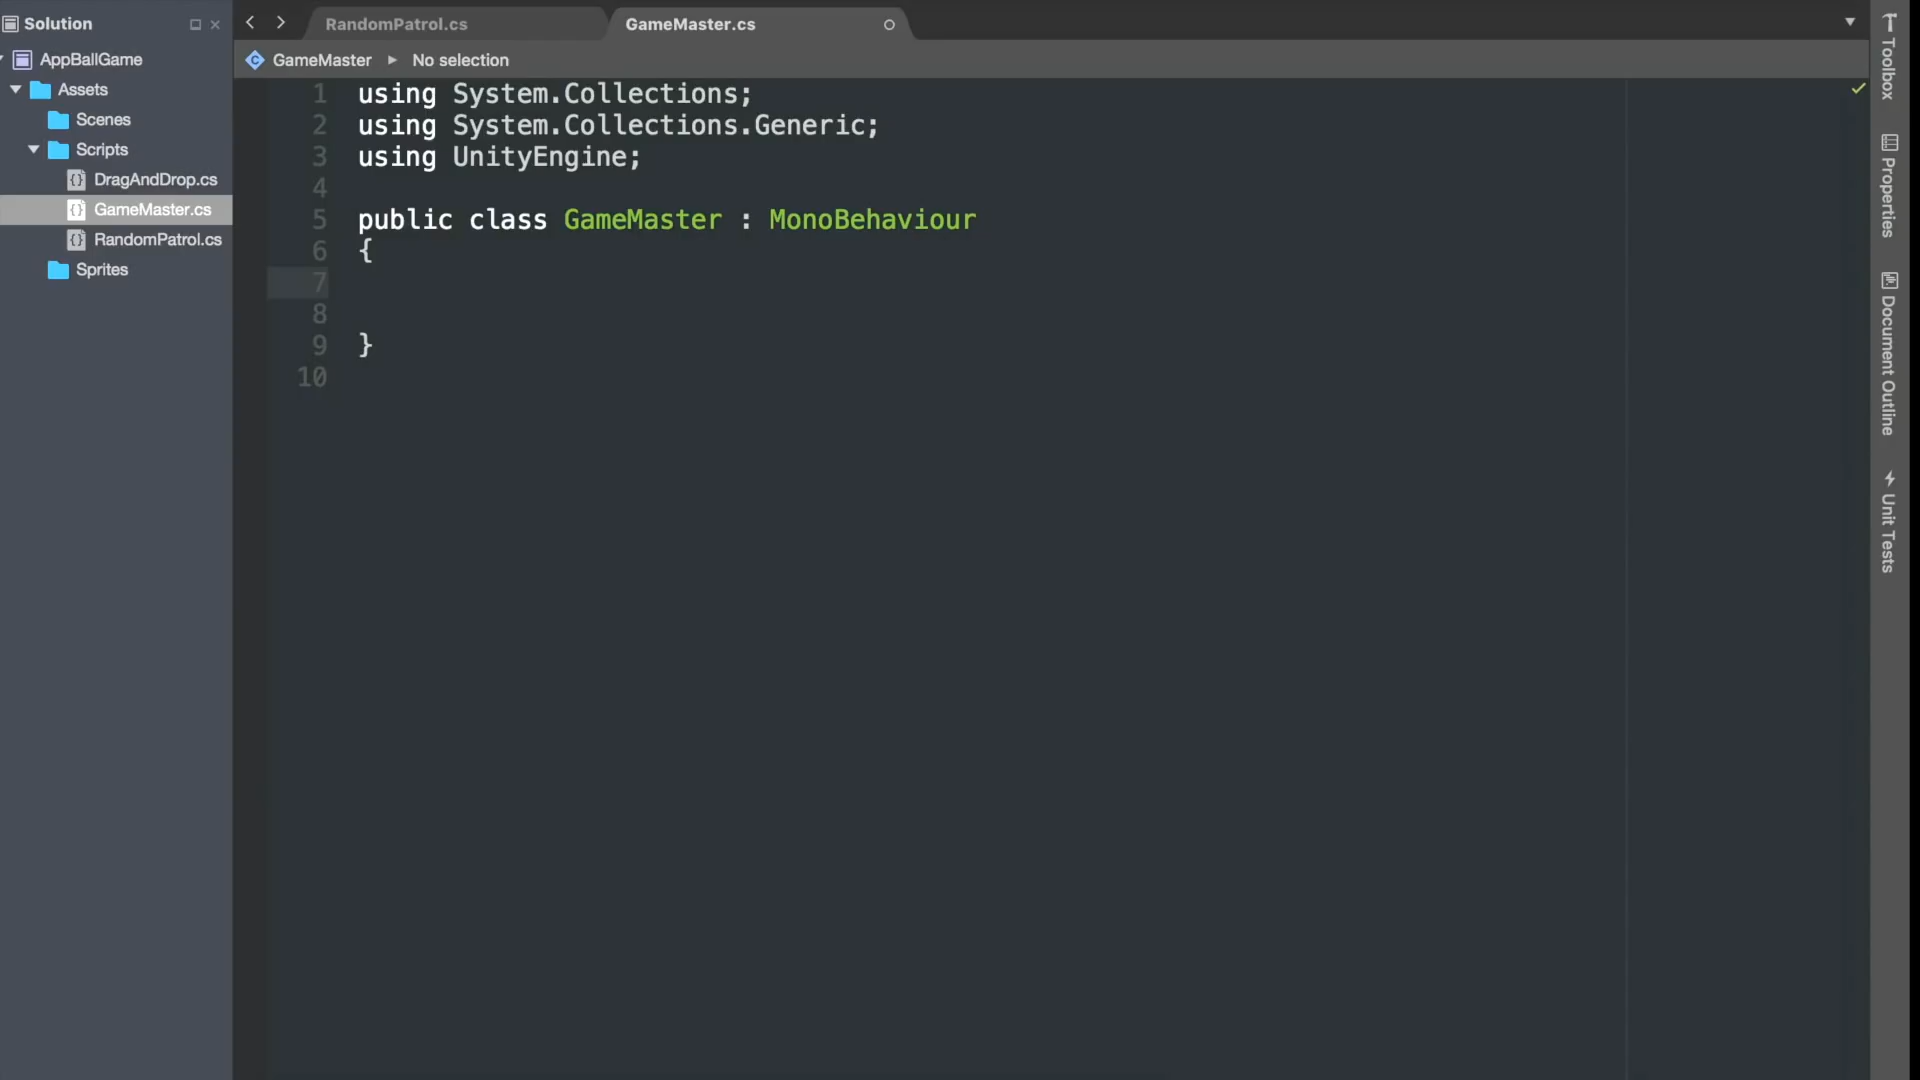 Solution
AppBallGame
Assets
Scenes
Scripts
DragAndDrop.cs
GameMaster.cs
RandomPatrol.cs
Sprites
RandomPatrol.cs
GameMaster.cs
GameMaster
No selection
1 using System.Collections;
2 using System.Collections.Generic;
3 using UnityEngine;
4
5 public class GameMaster : MonoBehaviour
6 {
7
8
9 }
10
Toolbox
Properties
Document Outline
Unit Tests